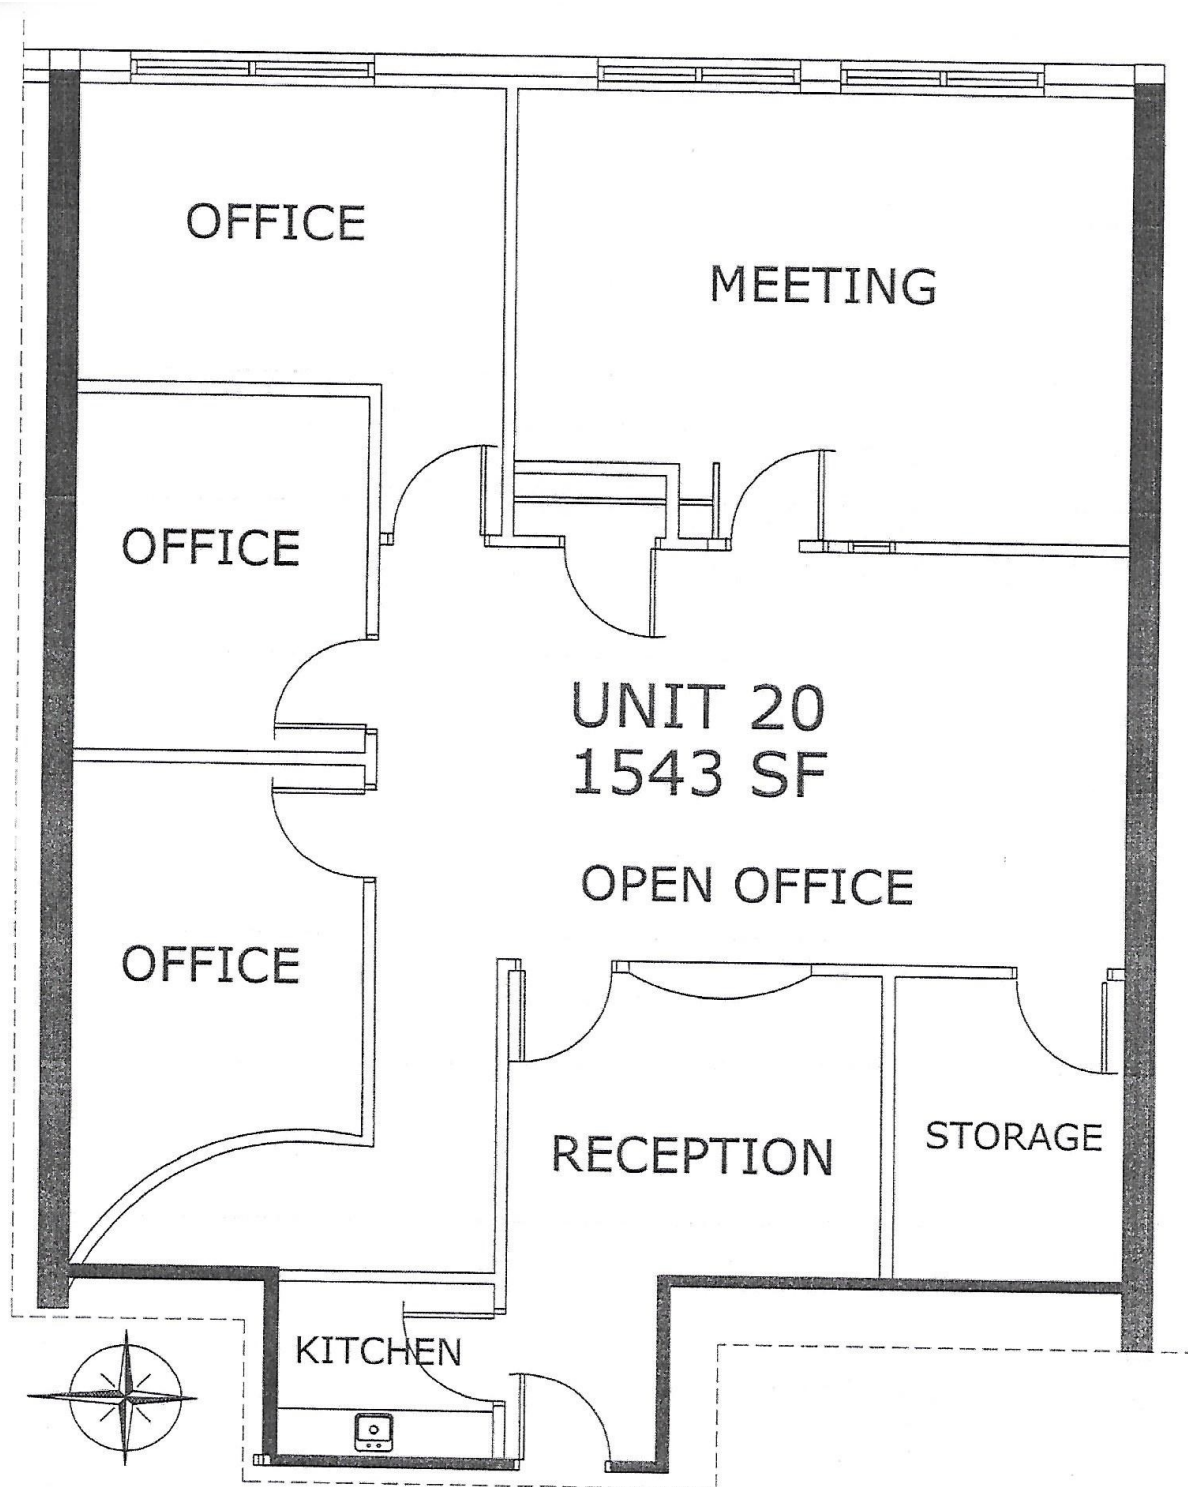 OFFICE
MEETING
OFFICE
UNIT 20
1543 SF
OPEN OFFICE
OFFICE
RECEPTION
STORAGE
KITCHEN